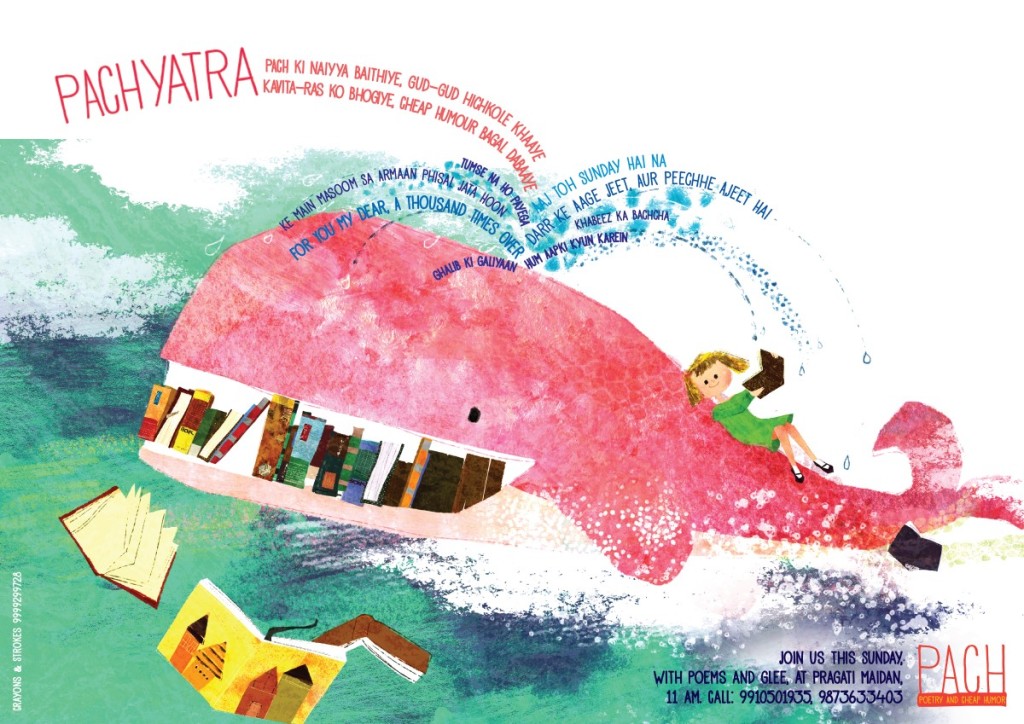 PACHYATRA
PACH KI NAIYYA BAITHIYE, GUD-GUD HICHKOLE KHAAYE
KAVITA-RAS KO BHOGIYE, CHEAP HUMOUR BAGAL DABAAYE
TUMSE NA HO PAYEGA
KE MAIN MASOOM SA ARMAAN PHISAL JATA HOON
FOR YOU MY DEAR, A THOUSAND TIMES OVER
GHALIB KI GALIYAAN
AAJ TOH SUNDAY HAI NA
DARR KE AAGE JEET, AUR PEECHHE AJEET HAI
KHABEEZ KA BACHCHA
HUM AAPKI KYUN KAREIN
CRAYONS & STROKES 9999299728
JOIN US THIS SUNDAY,
WITH POEMS AND GLEE, AT PRAGATI MAIDAN,
11 AM. CALL: 9910501935, 9873633403
PACH
POETRY AND CHEAP HUMOR